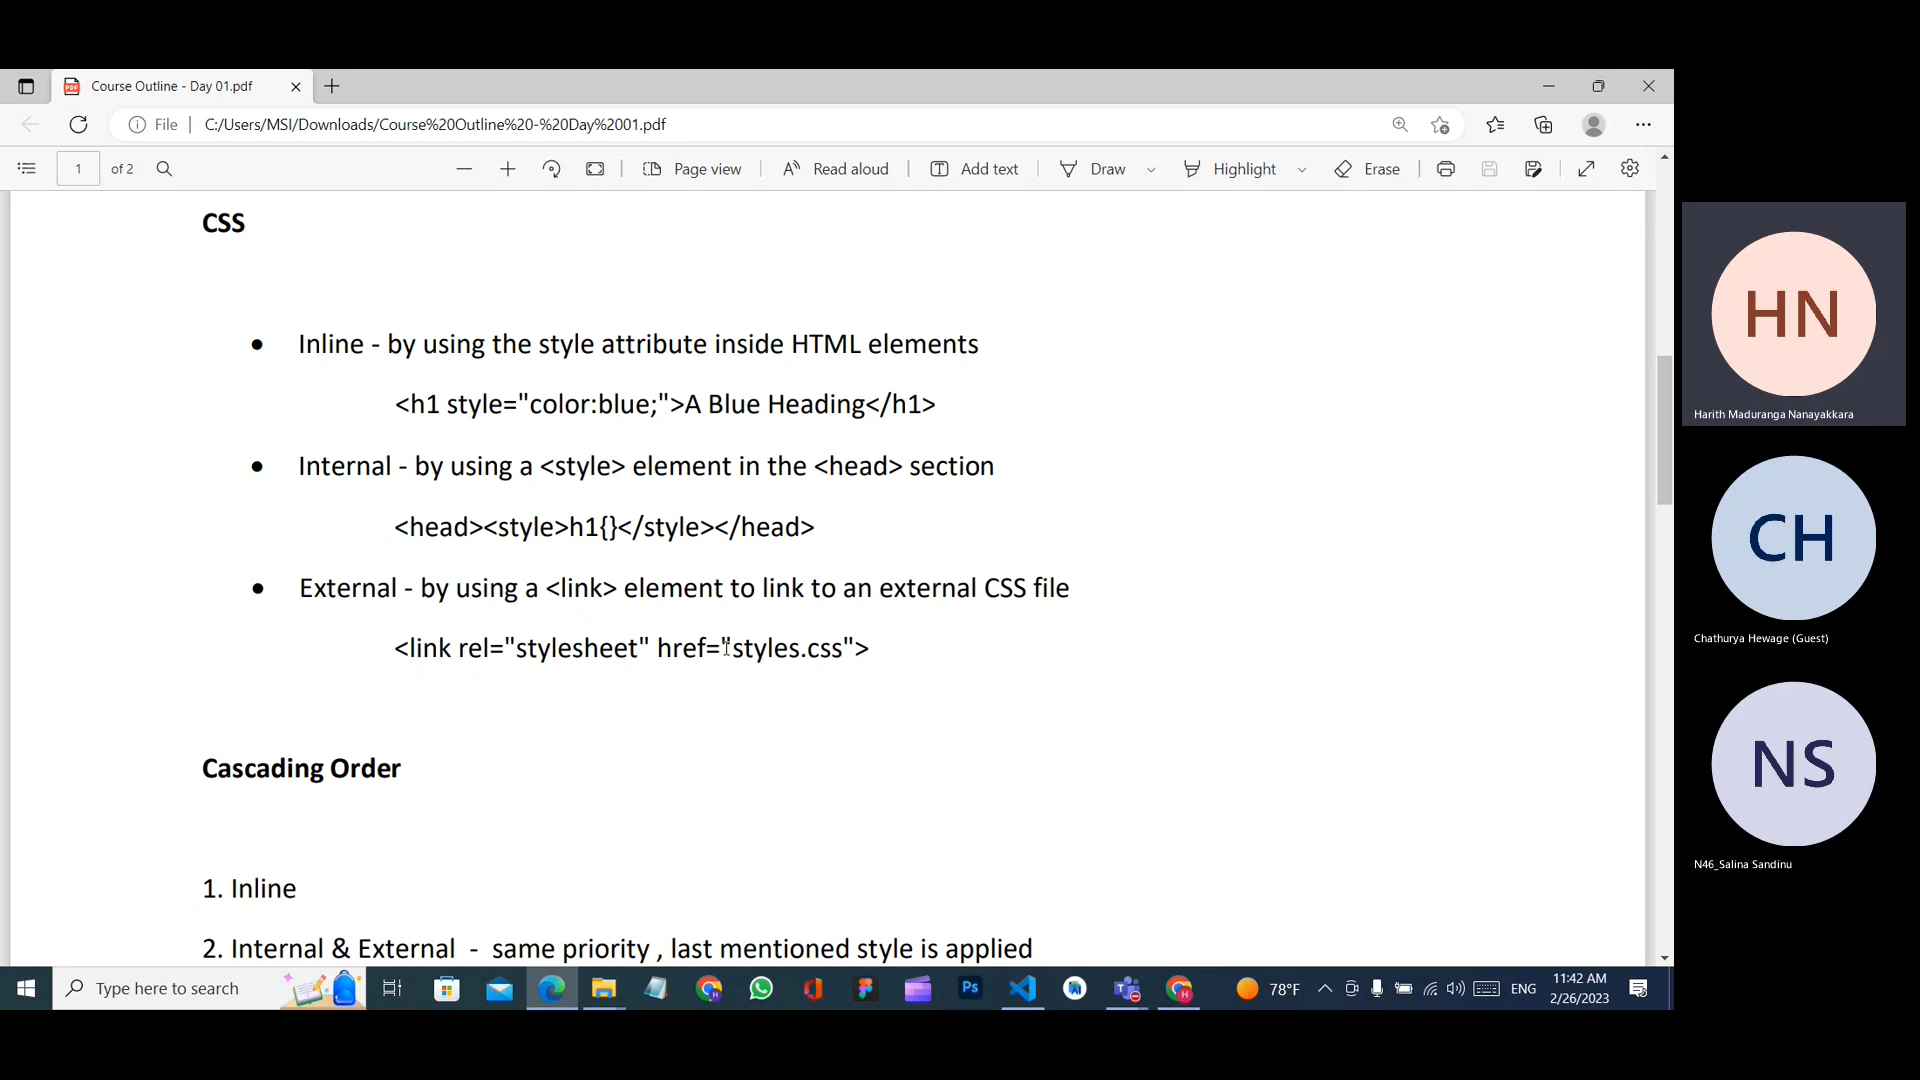 Course Outline - Day 01.pdf
File
C:/Users/MSI/Downloads/Course%20Outline%20-%20Day%2001.pdf
1 of 2
Page view
Read aloud
Add text
Draw
Highlight
Erase
CSS
• Inline - by using the style attribute inside HTML elements
<h1 style="color:blue;">A Blue Heading</h1>
• Internal - by using a <style> element in the <head> section
<head><style>h1{}</style></head>
• External - by using a <link> element to link to an external CSS file
<link rel="stylesheet" href="styles.css">
Cascading Order
1. Inline
2. Internal & External - same priority , last mentioned style is applied
HN
Harith Maduranga Nanayakkara
CH
Chathurya Hewage (Guest)
NS
N46_Salina Sandinu
Type here to search
Ps
78°F
ENG
11:42 AM
2/26/2023